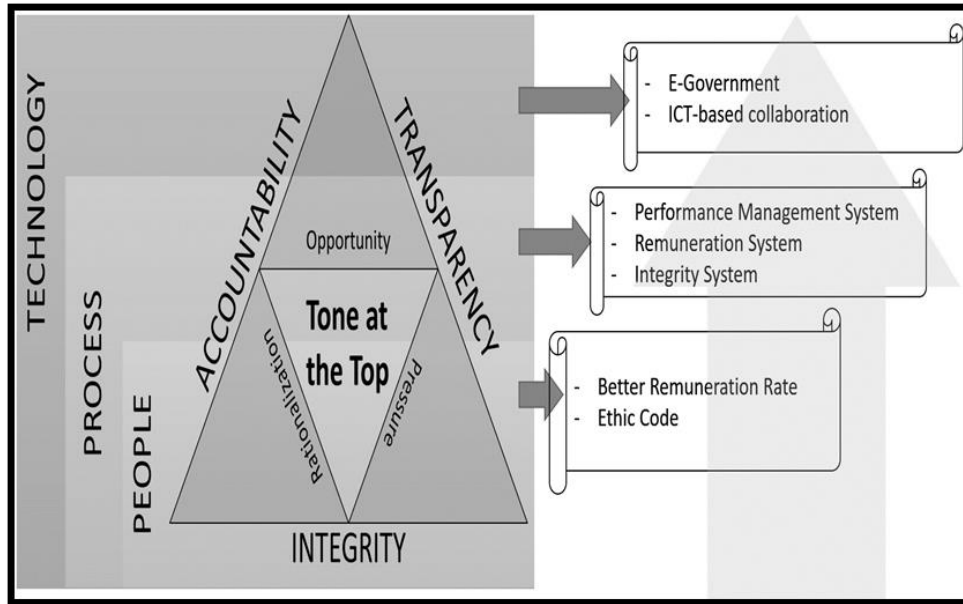 TECHNOLOGY
PROCESS
PEOPLE
ACCOUNTABILITY
TRANSPARENCY
INTEGRITY
Opportunity
Rationalization
Pressure
Tone at
the Top
- E-Government
- ICT-based collaboration
- Performance Management System
- Remuneration System
- Integrity System
- Better Remuneration Rate
- Ethic Code